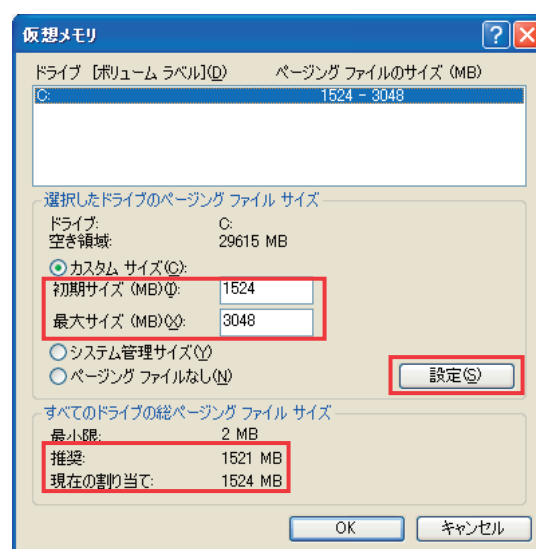 仮想メモリ
ドライブ [ボリューム ラベル](D) ページング ファイルのサイズ (MB)
C: 1524 - 3048
選択したドライブのページング ファイル サイズ
ドライブ: C:
空き領域: 29615 MB
カスタム サイズ(C):
初期サイズ (MB)(I): 1524
最大サイズ (MB)(X): 3048
システム管理サイズ(Y)
ページング ファイルなし(N) 設定(S)
すべてのドライブの総ページング ファイル サイズ
最小限: 2 MB
推奨: 1521 MB
現在の割り当て: 1524 MB
OK キャンセル